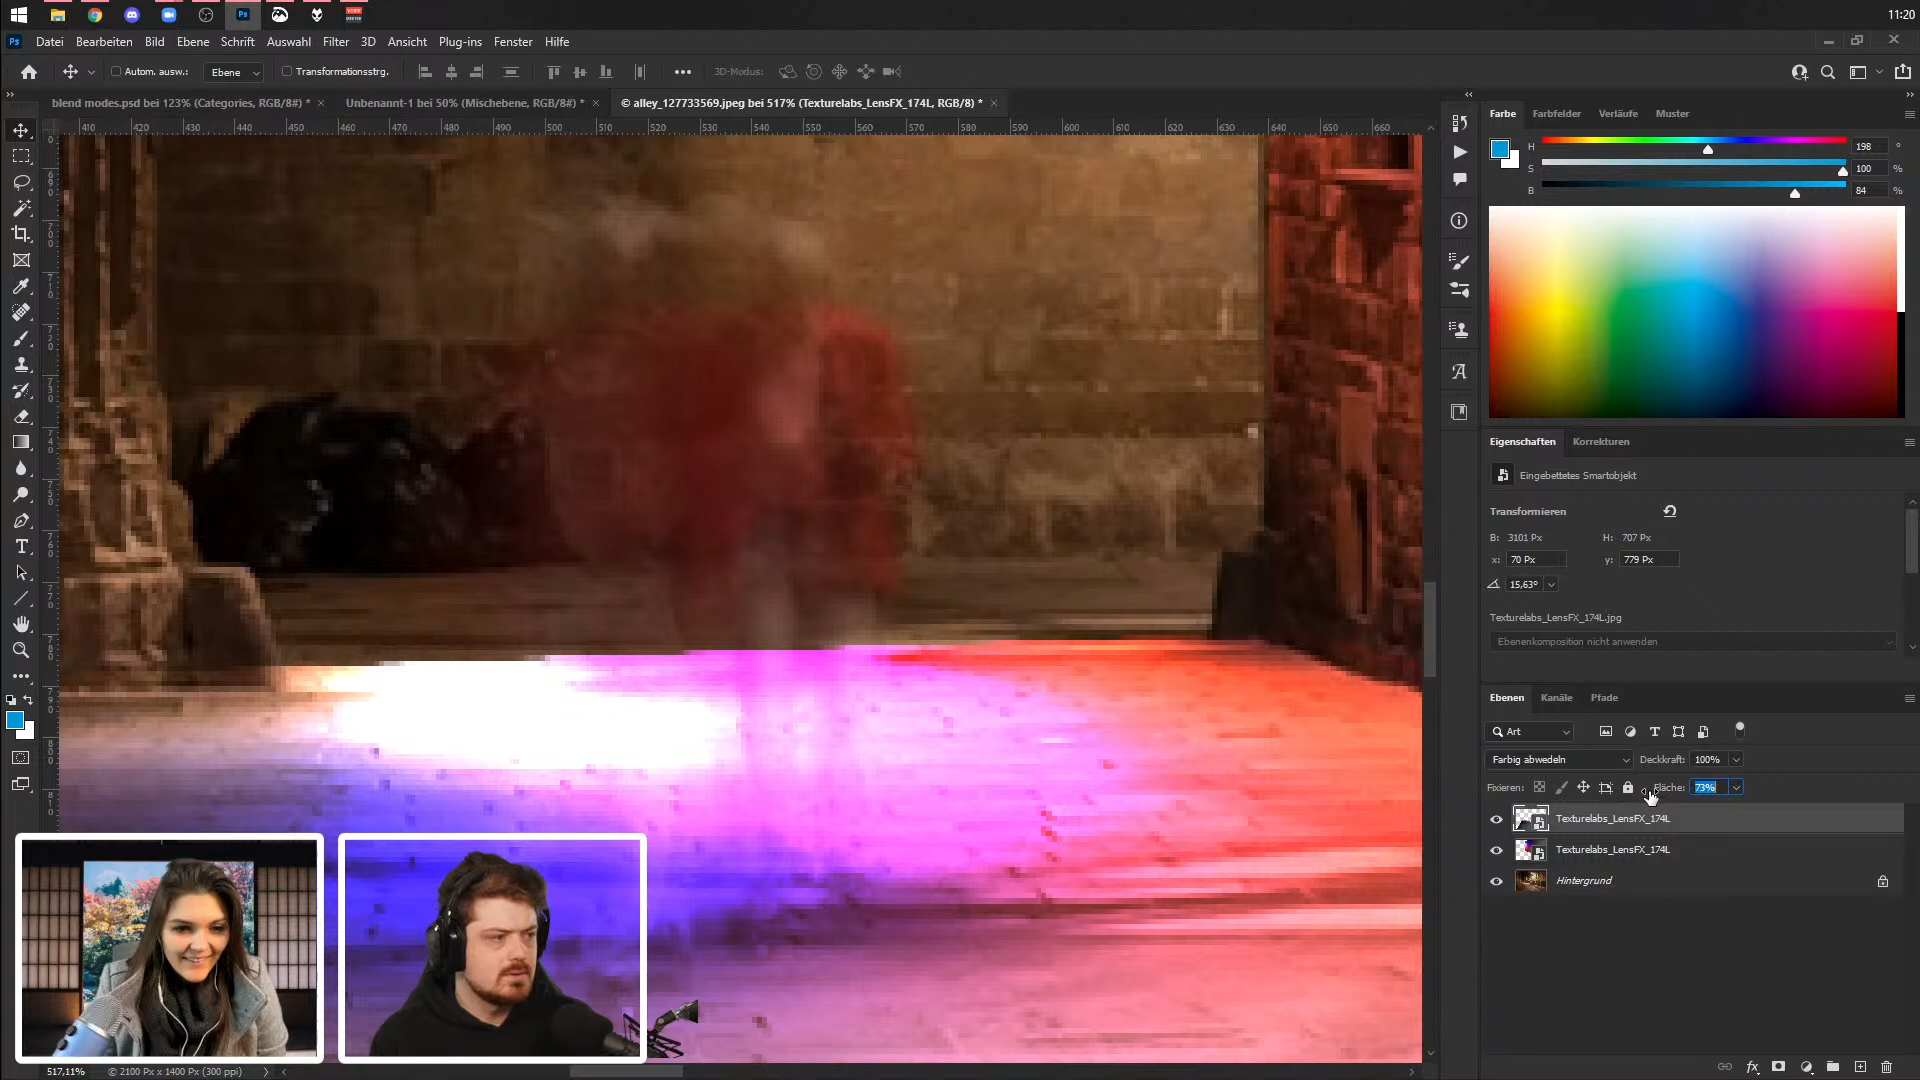 11:20
Datei Bearbeiten Bild Ebene Schrift Auswahl Filter 3D Ansicht Plug-ins Fenster Hilfe
Autom. ausw.: Ebene Transformationsstrg. 3D-Modus:
blend modes.psd bei 123% (Categories, RGB/8#) * Unbenannt-1 bei 50% (Mischebene, RGB/8#) * © alley_127733569.jpeg bei 517% (Texturelabs_LensFX_174L, RGB/8) *
410 420 430 440 450 460 470 480 490 500 510 520 530 540 550 560 570 580 590 600 610 620 630 640 650 660
Farbe Farbfelder Verläufe Muster
H 198 °
S 100 %
B 84 %
Eigenschaften Korrekturen
Eingebettetes Smartobjekt
Transformieren
B: 3101 Px H: 707 Px
x: 70 Px y: 779 Px
15,63°
Texturelabs_LensFX_174L.jpg
Ebenenkomposition nicht anwenden
Ebenen Kanäle Pfade
Art
Farbig abwedeln Deckkraft: 100%
Fixieren: Fläche: 73%
Texturelabs_LensFX_174L
Texturelabs_LensFX_174L
Hintergrund
517,11% © 2100 Px x 1400 Px (300 ppi)